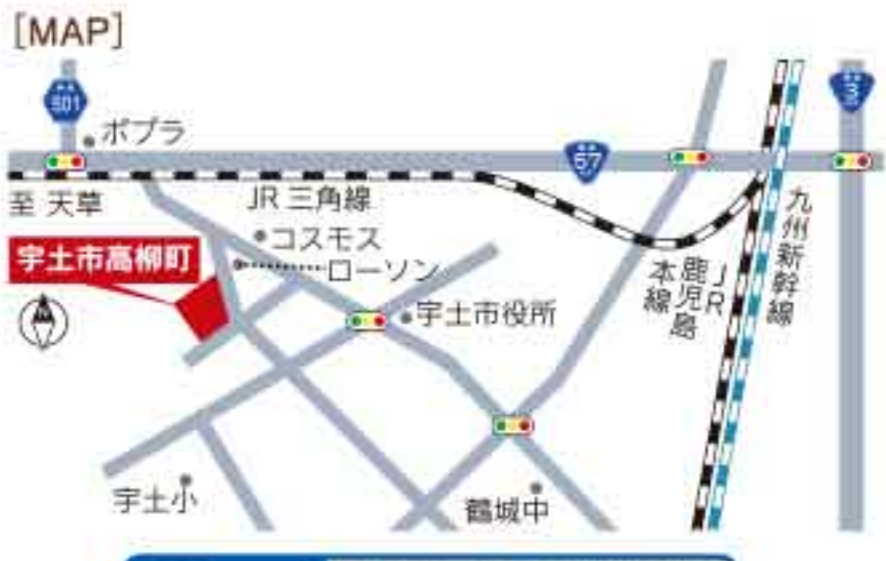 [MAP]
501
3
ポプラ
57
至 天草
JR 三角線
コスモス
ローソン
宇土市高柳町
宇土市役所
JR
鹿児島
本線
九州新幹線
宇土小
鶴城中